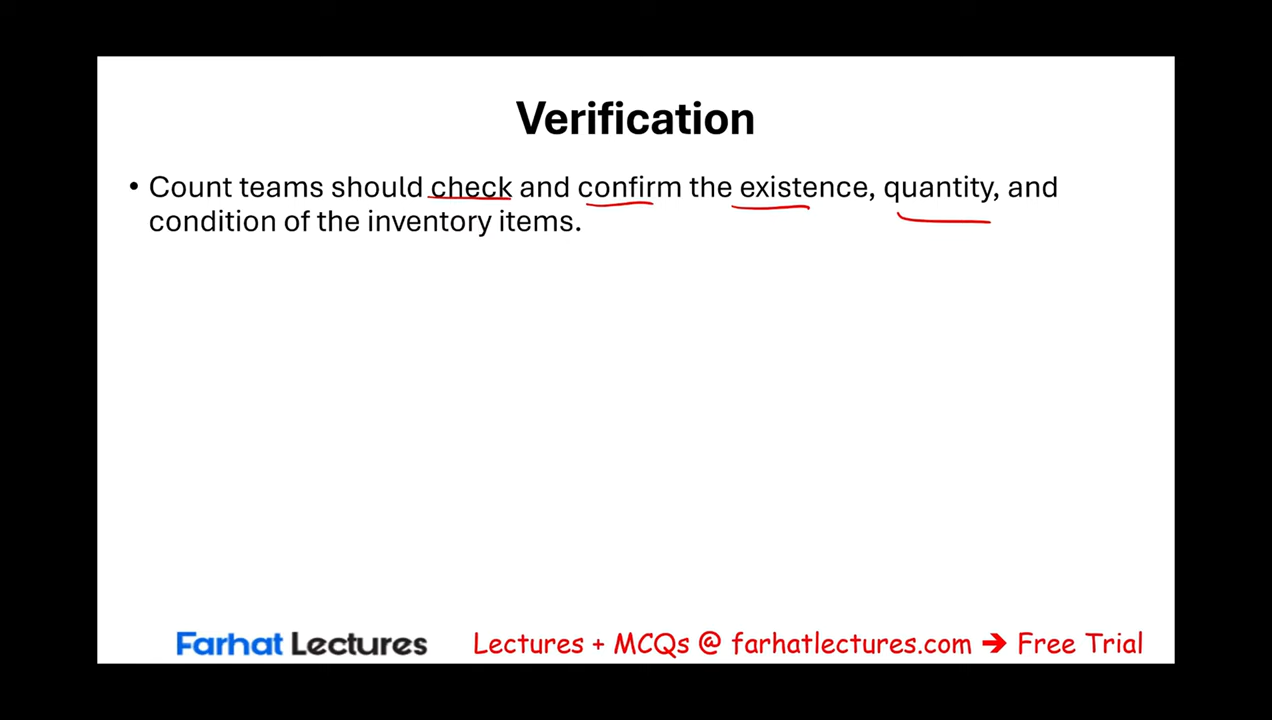 Verification
• Count teams should check and confirm the existence, quantity, and
condition of the inventory items.
Farhat Lectures
Lectures + MCQs @ farhatlectures.com ➔ Free Trial